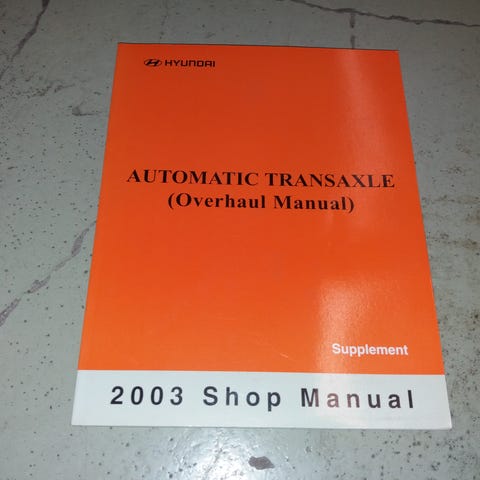 HYUNDAI
AUTOMATIC TRANSAXLE
(Overhaul Manual)
Supplement
2003 Shop Manual